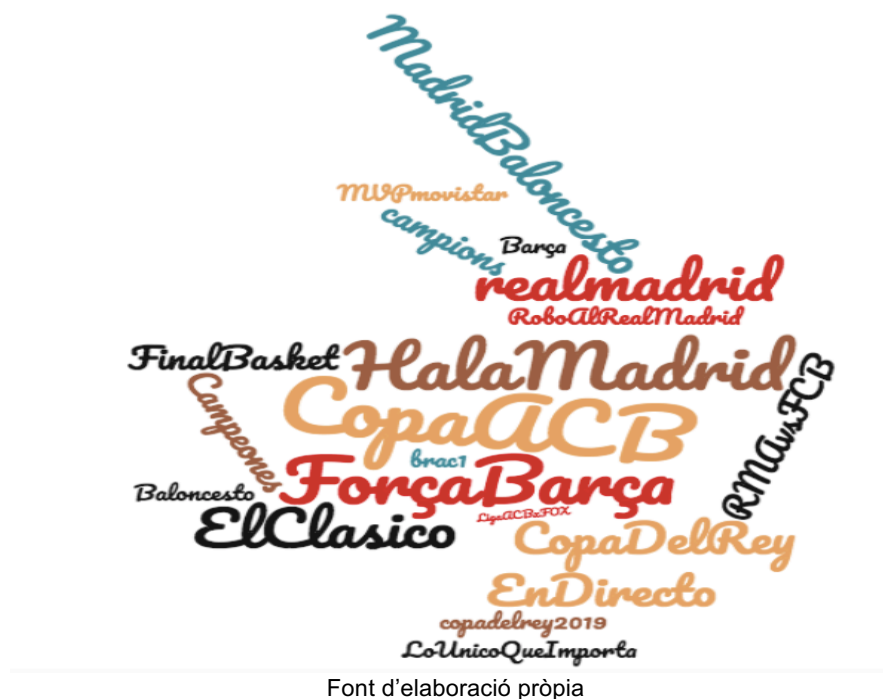 MadridBaloncesto
MVPmovistar
campions
Barça
realmadrid
RoboAlRealMadrid
FinalBasket
HalaMadrid
RMAvsFCB
Campeones
CopaACB
brac1
ForçaBarça
Baloncesto
LigaACBxFOX
ElClasico
CopaDelRey
EnDirecto
copadelrey2019
LoUnicoQueImporta
Font d’elaboració pròpia